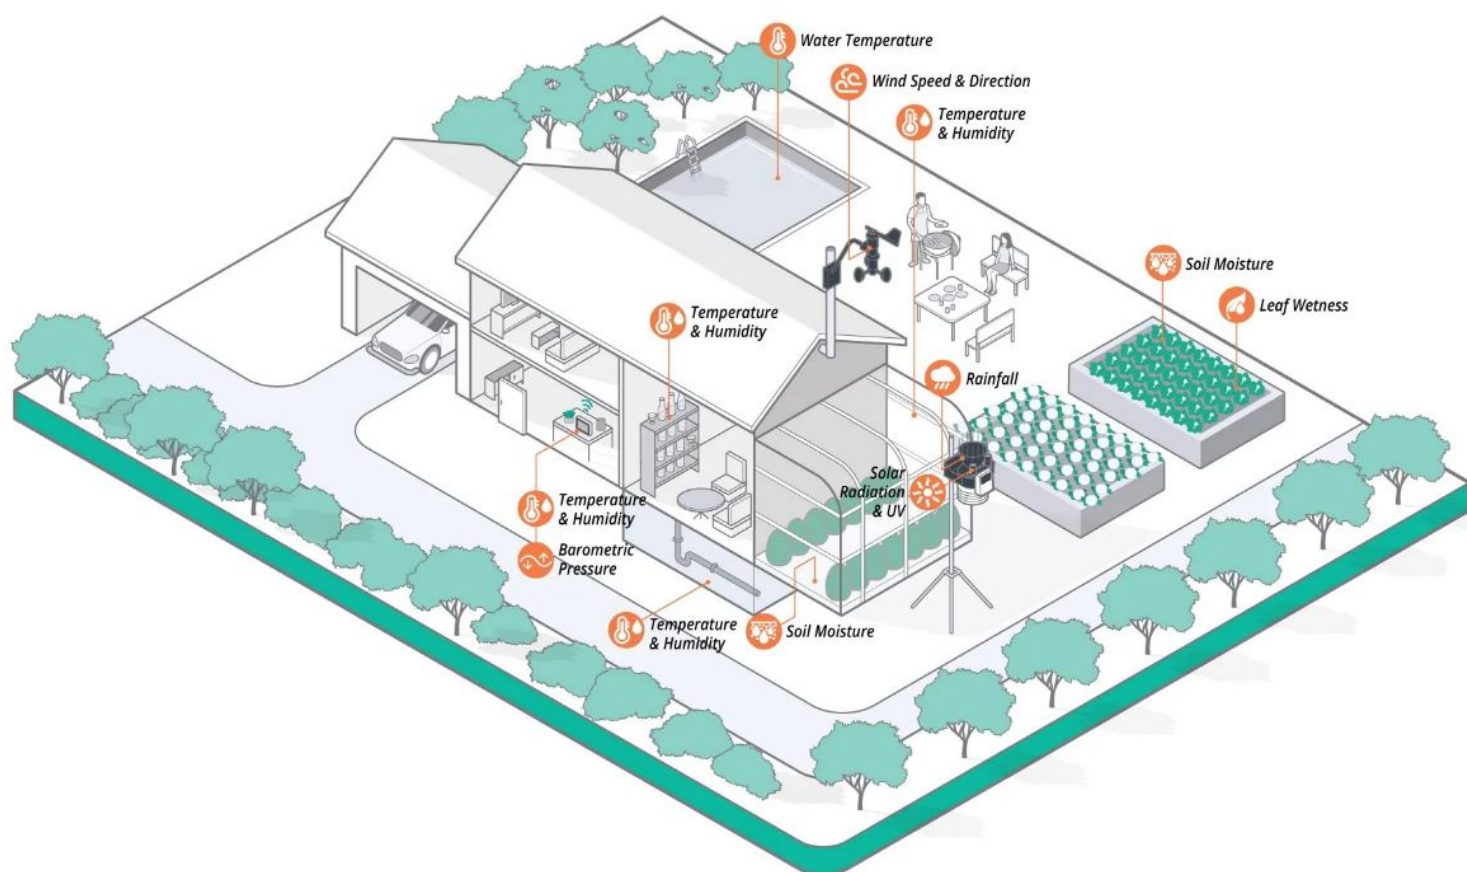 Water Temperature
Wind Speed & Direction
Temperature
& Humidity
Soil Moisture
Leaf Wetness
Temperature
& Humidity
Rainfall
Solar
Radiation
& UV
Temperature
& Humidity
Barometric
Pressure
Temperature
& Humidity
Soil Moisture